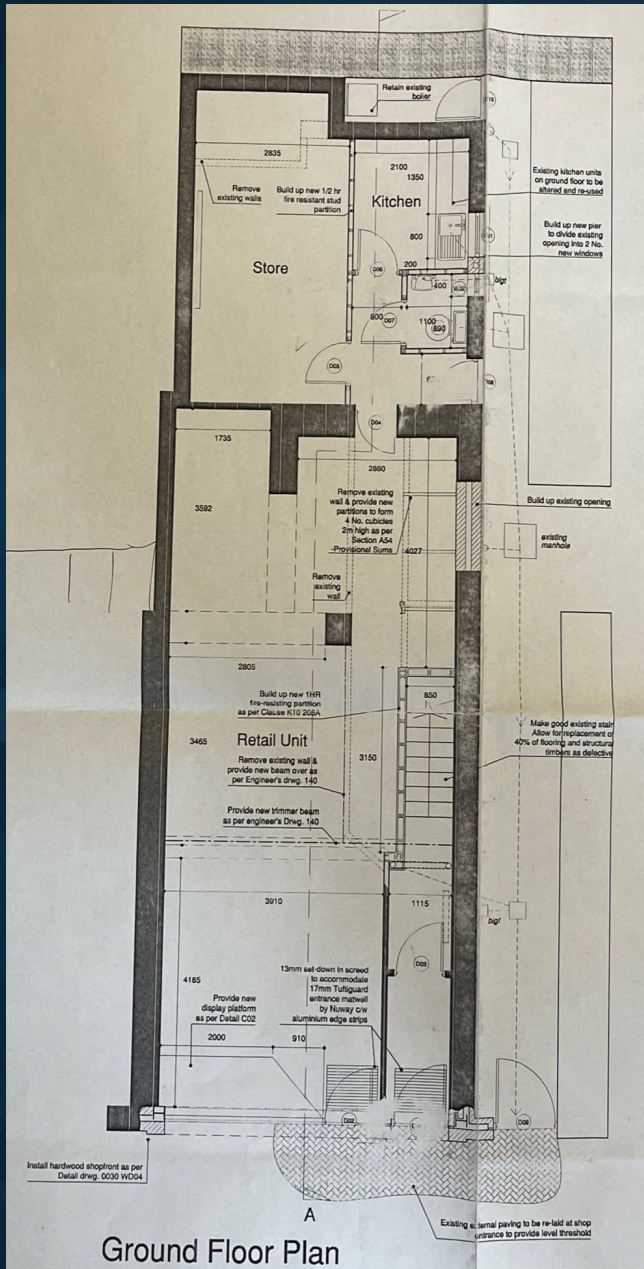 Retain existing
boiler
D10
2835
2100
1350
Remove
existing walls
Build up new 1/2 hr
fire resistant stud
partition
Kitchen
Existing kitchen units
on ground floor to be
altered and re-used
Build up new pier
to divide existing
opening into 2 No.
new windows
800
200
Store
D06
400
W02
bigt
900
D07
1100
890
D05
D04
1735
2680
3592
Remove existing
wall & provide new
partitions to form
4 No. cubicles
2m high as per
Section A54
-Provisional Sums
4027
Build up existing opening
existing
manhole
Remove
existing
wall
2805
Build up new 1HR
fire-resisting partition
as per Clause K10 205A
850
3465
Retail Unit
3150
Make good existing stair
Allow for replacement of
40% of flooring and structural
timbers as defective
Remove existing wall &
provide new beam over as
per Engineer's drwg. 140
Provide new trimmer beam
as per engineer's Drwg. 140
3910
1115
bigt
D03
4185
13mm set-down in screed
to accommodate
17mm Tuftiguard
entrance matwell
by Nuway c/w
aluminium edge strips
Provide new
display platform
as per Detail C02
2000
910
D02
D09
Install hardwood shopfront as per
Detail drwg. 0030 WD04
A
Existing external paving to be re-laid at shop
entrance to provide level threshold
Ground Floor Plan